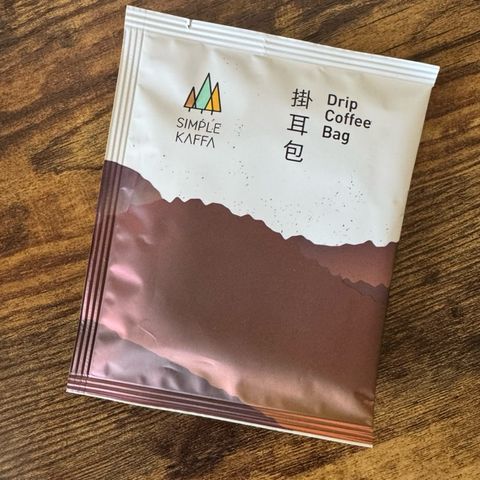 SIMPLE
KAFFA
掛耳包
Drip
Coffee
Bag